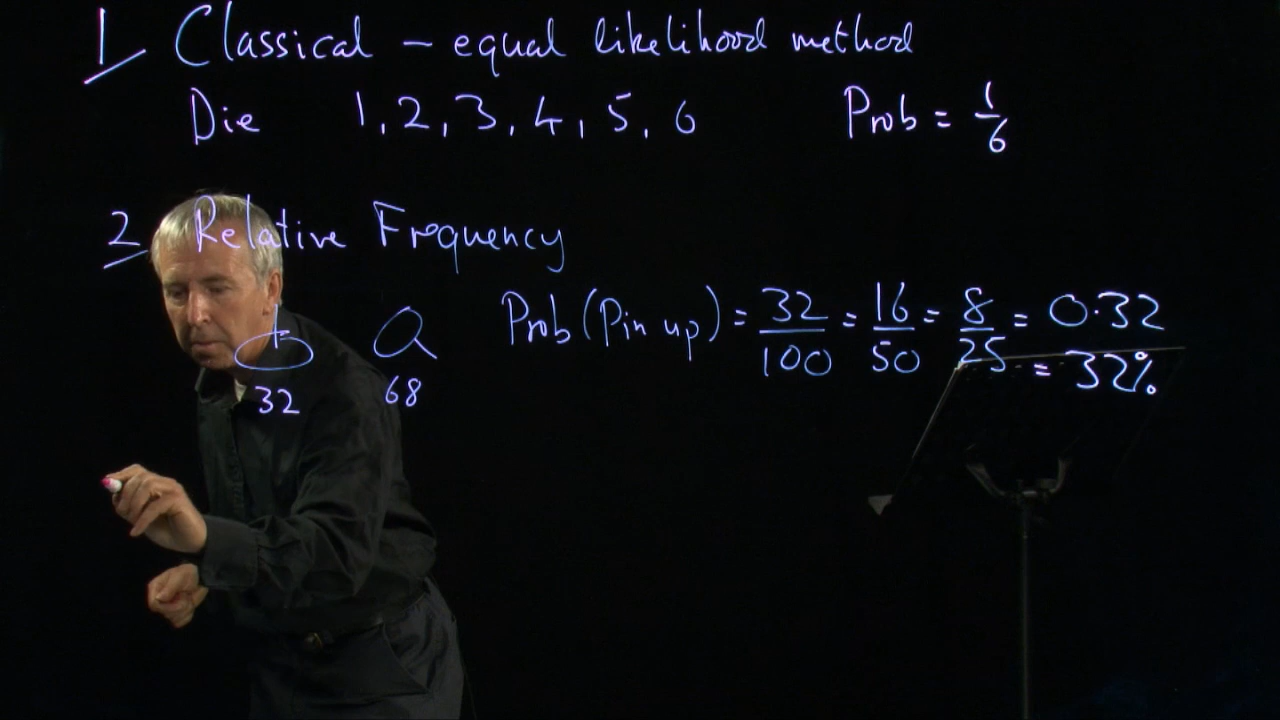 1 Classical – equal likelihood method
Die 1, 2, 3, 4, 5, 6 Prob = 1/6
2 Relative Frequency
Prob (Pin up) = 32/100 = 16/50 = 8/25 = 0·32
= 32%
32 68